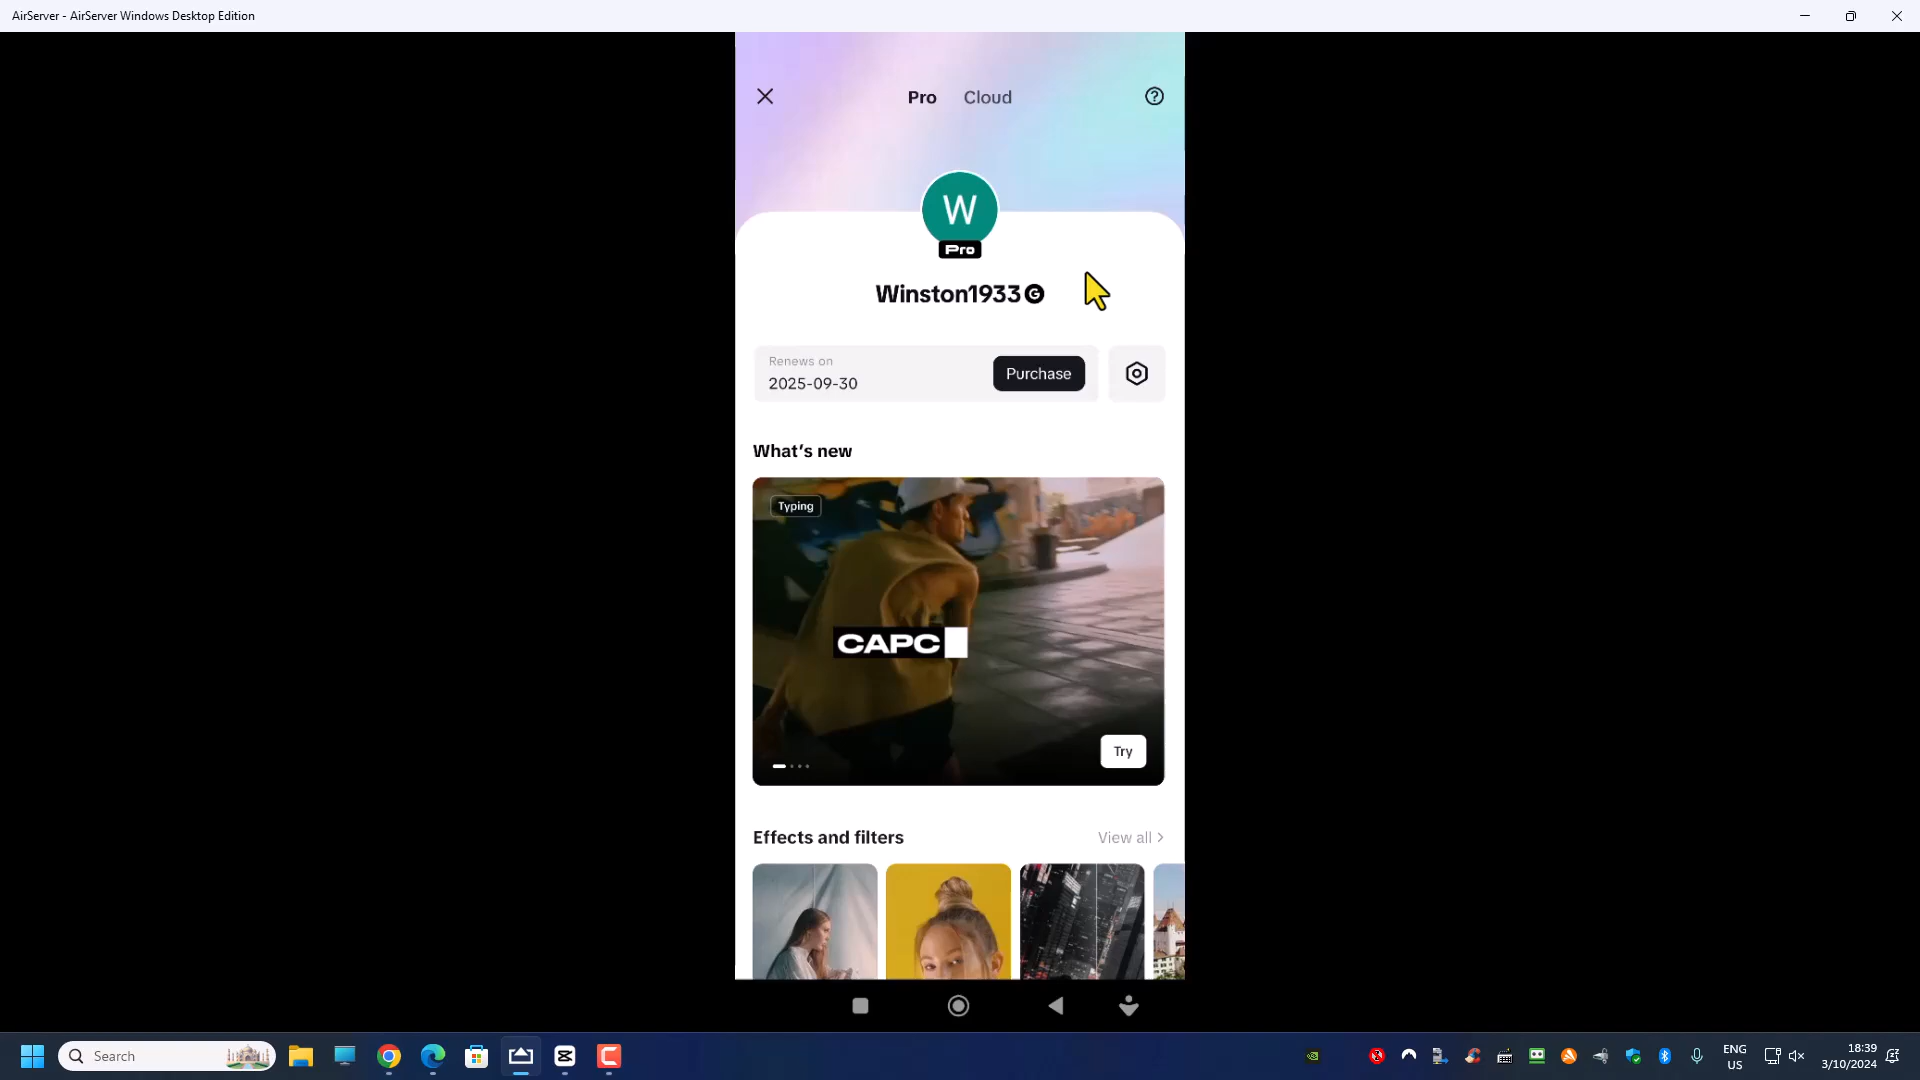 AirServer - AirServer Windows Desktop Edition
Pro Cloud
W
Pro
Winston1933 G
Renews on
2025-09-30
Purchase
What's new
Typing
CAPC
Try
Effects and filters
View all >
Search
ENG
US
18:39
3/10/2024